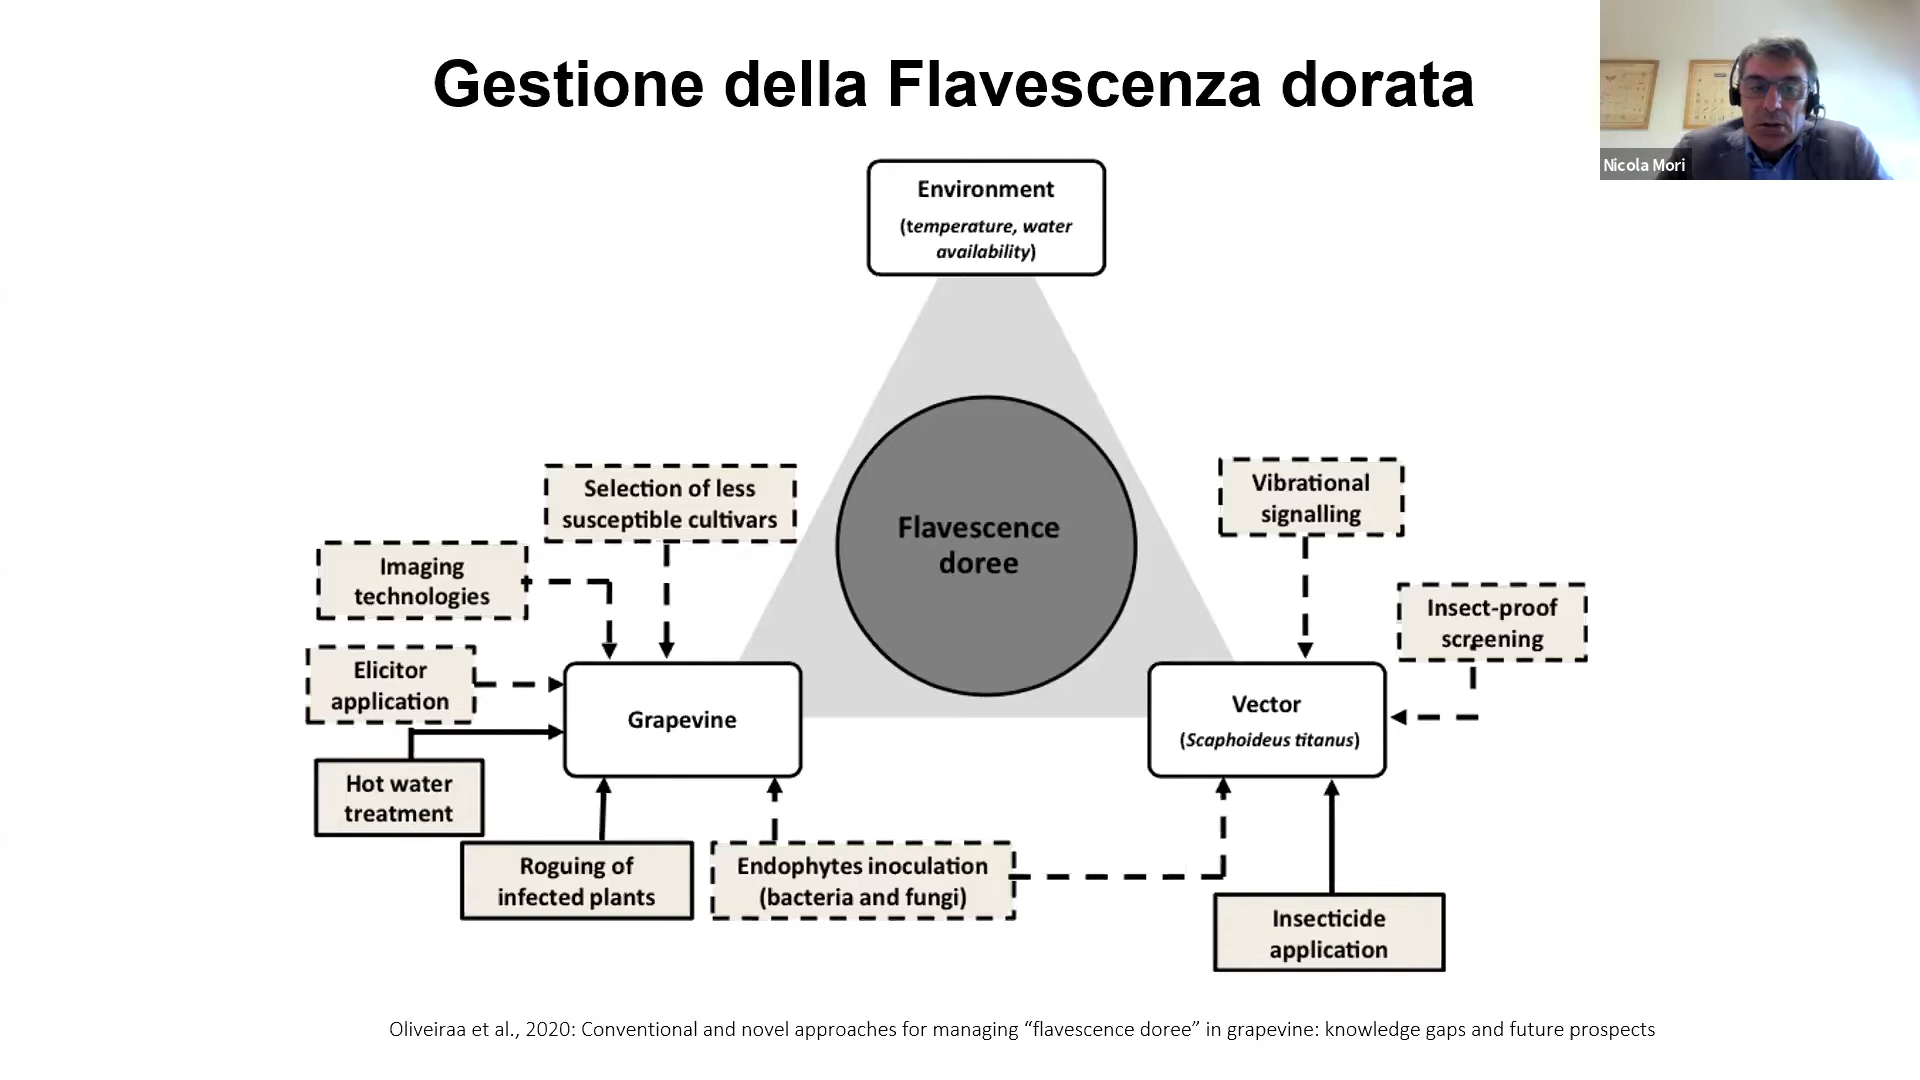 Gestione della Flavescenza dorata
Nicola Mori
Environment
(temperature, water
availability)
Flavescence
doree
Selection of less
susceptible cultivars
Imaging
technologies
Elicitor
application
Hot water
treatment
Grapevine
Roguing of
infected plants
Endophytes inoculation
(bacteria and fungi)
Vibrational
signalling
Insect-proof
screening
Vector
(Scaphoideus titanus)
Insecticide
application
Oliveiraa et al., 2020: Conventional and novel approaches for managing “flavescence doree” in grapevine: knowledge gaps and future prospects